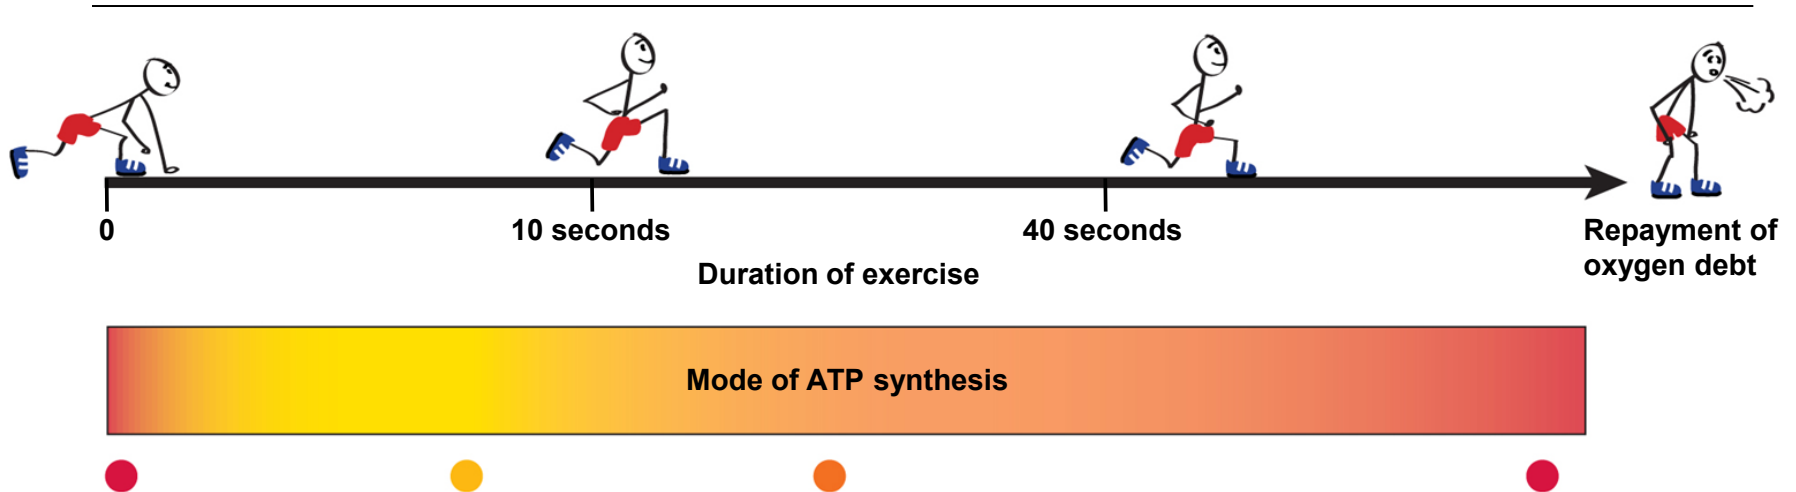 0
10 seconds
40 seconds
Repayment of
oxygen debt
Duration of exercise
Mode of ATP synthesis